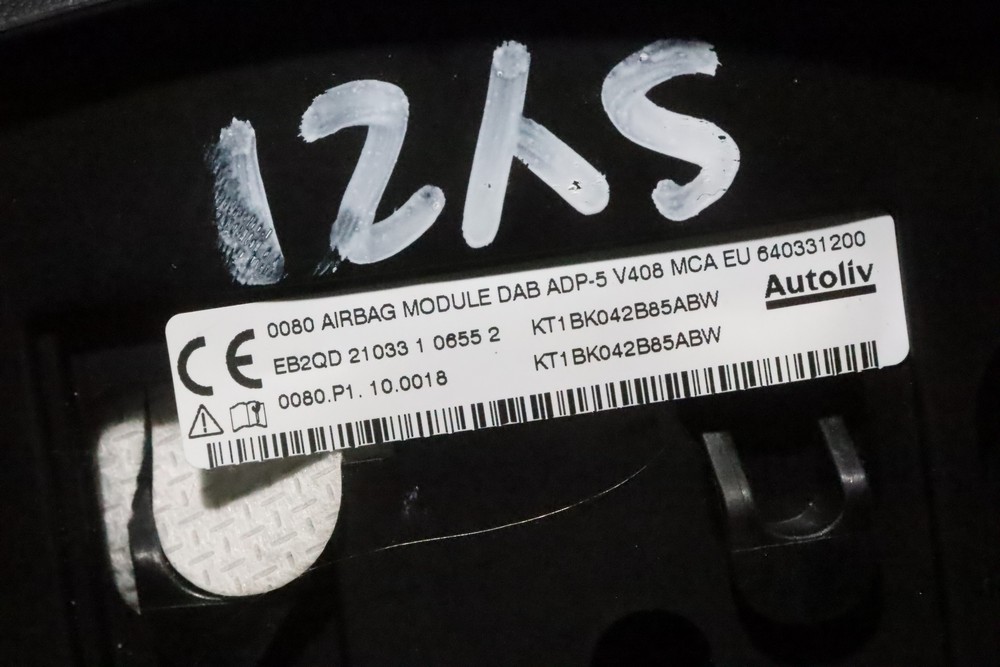 12YS
0080 AIRBAG MODULE DAB ADP-5 V408 MCA EU 640331200
CE EB2QD 21033 1 0655 2 KT1BK042B85ABW Autoliv
0080.P1. 10.0018 KT1BK042B85ABW